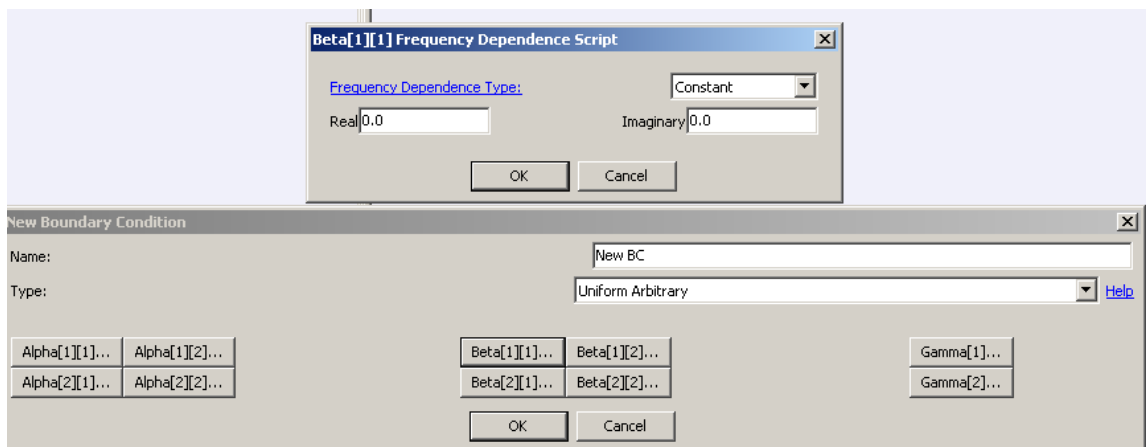 Beta[1][1] Frequency Dependence Script
Frequency Dependence Type: Constant
Real 0.0 Imaginary 0.0
OK Cancel
New Boundary Condition
Name: New BC
Type: Uniform Arbitrary Help
Alpha[1][1]... Alpha[1][2]... Beta[1][1]... Beta[1][2]... Gamma[1]...
Alpha[2][1]... Alpha[2][2]... Beta[2][1]... Beta[2][2]... Gamma[2]...
OK Cancel